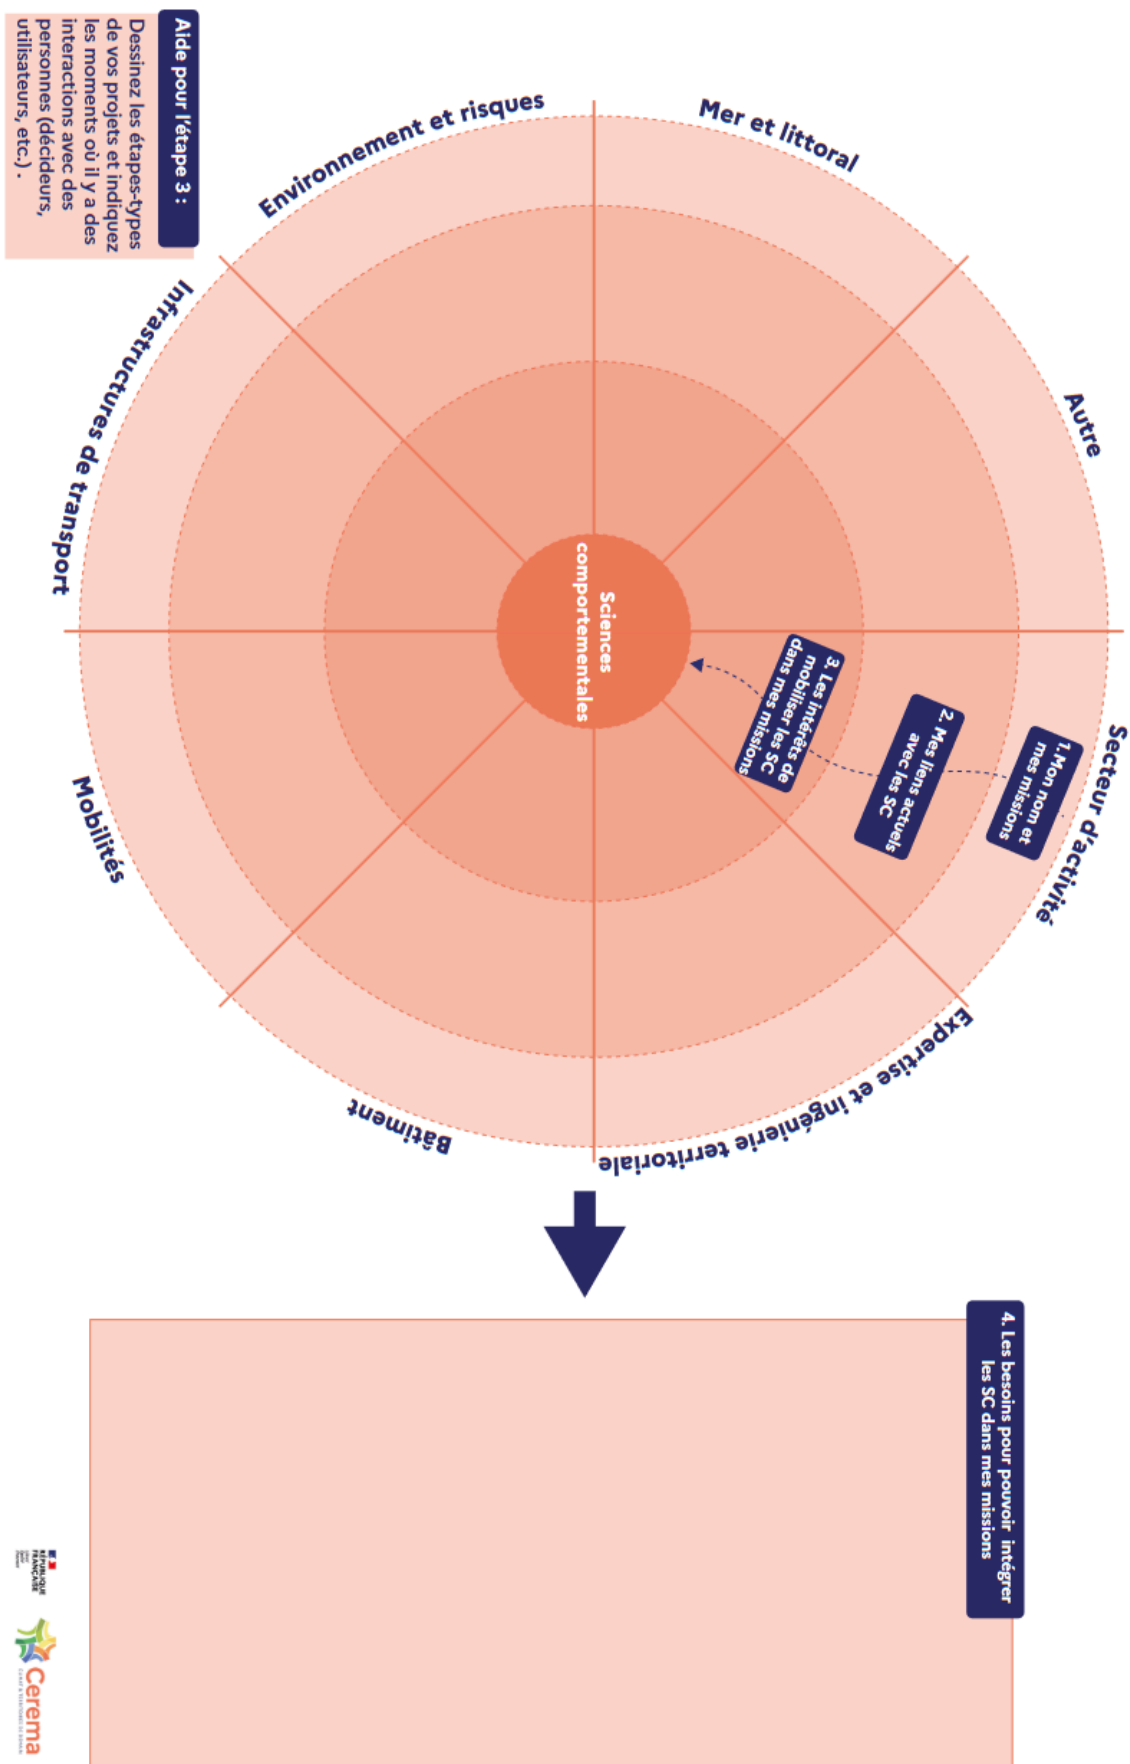 Secteur d'activité
Expertise et ingénierie territoriale
Bâtiment
Mobilités
Infrastructures de transport
Environnement et risques
Mer et littoral
Autre
1.Mon nom et
mes missions
2. Mes liens actuels
avec les SC
3. Les intérêts de
mobiliser les SC
dans mes missions
Sciences
comportementales
4. Les besoins pour pouvoir intégrer
les SC dans mes missions
Aide pour l'étape 3 :
Dessinez les étapes-types
de vos projets et indiquez
les moments où il y a des
interactions avec des
personnes (décideurs,
utilisateurs, etc.) .
RÉPUBLIQUE
FRANÇAISE
Cerema